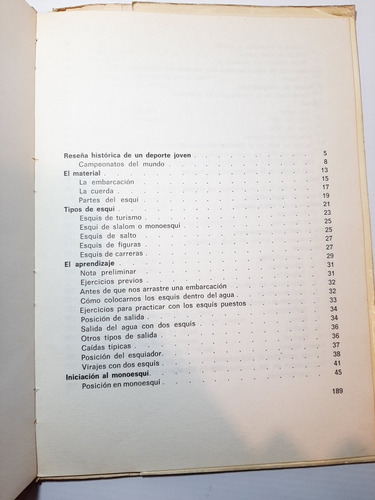 Reseña histórica de un deporte joven . . . . . . . . . 5
Campeonatos del mundo . . . . . . . . . 8
El material . . . . . . . . . 13
La embarcación . . . . . . . . . 15
La cuerda . . . . . . . . . 17
Partes del esquí . . . . . . . . . 19
Tipos de esquí . . . . . . . . . 21
Esquís de turismo . . . . . . . . . 23
Esquí de slalom o monoesquí . . . . . . . . . 25
Esquís de salto . . . . . . . . . 25
Esquís de figuras . . . . . . . . . 27
Esquís de carreras . . . . . . . . . 27
El aprendizaje . . . . . . . . . 29
Nota preliminar . . . . . . . . . 31
Ejercicios previos . . . . . . . . . 31
Antes de que nos arrastre una embarcación . . . . . . 32
Cómo colocarnos los esquís dentro del agua . . . . . . 32
Ejercicios para practicar con los esquís puestos . . . . . 33
Posición de salida . . . . . . . . . 34
Salida del agua con dos esquís . . . . . . . . . 34
Otros tipos de salida . . . . . . . . . 36
Caídas típicas . . . . . . . . . 36
Posición del esquiador . . . . . . . . . 37
Virajes con dos esquís . . . . . . . . . 38
Iniciación al monoesquí . . . . . . . . . 41
Posición en monoesquí . . . . . . . . . 45
189